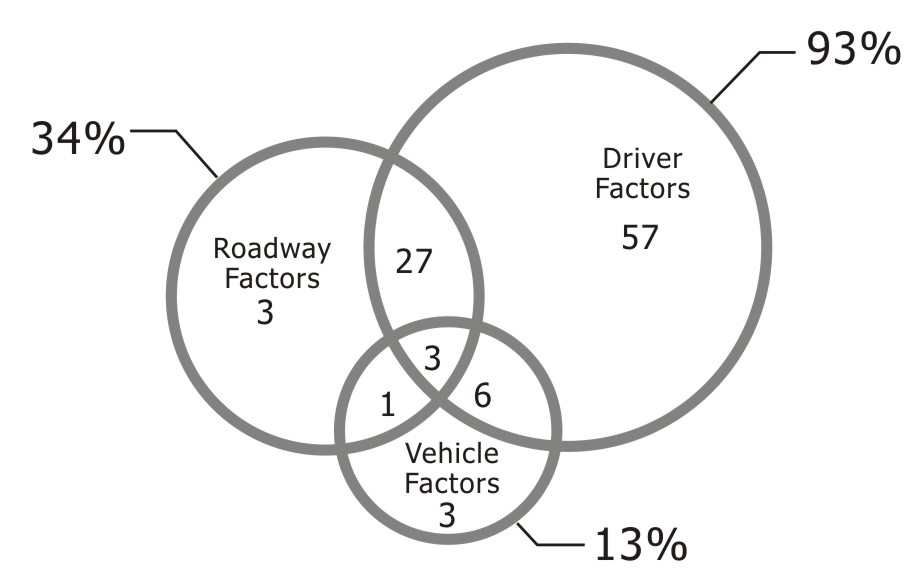 93%
34%
Driver
Factors
57
Roadway
Factors
3
27
3
1
6
Vehicle
Factors
3
13%